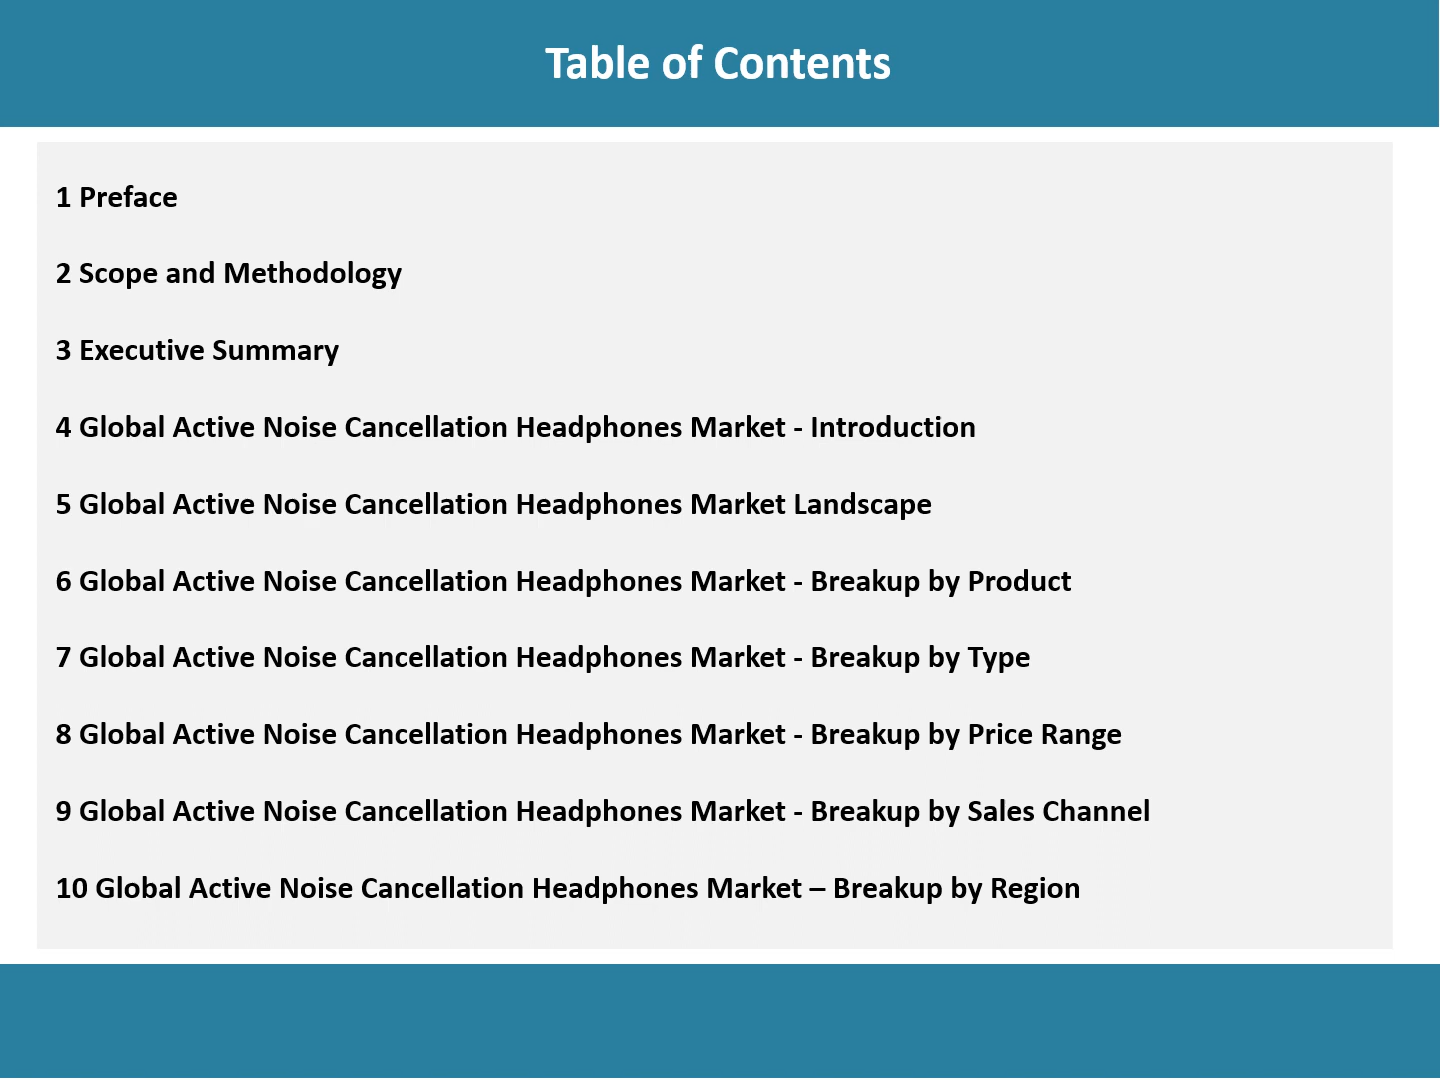 Table of Contents
1 Preface
2 Scope and Methodology
3 Executive Summary
4 Global Active Noise Cancellation Headphones Market - Introduction
5 Global Active Noise Cancellation Headphones Market Landscape
6 Global Active Noise Cancellation Headphones Market - Breakup by Product
7 Global Active Noise Cancellation Headphones Market - Breakup by Type
8 Global Active Noise Cancellation Headphones Market - Breakup by Price Range
9 Global Active Noise Cancellation Headphones Market - Breakup by Sales Channel
10 Global Active Noise Cancellation Headphones Market – Breakup by Region